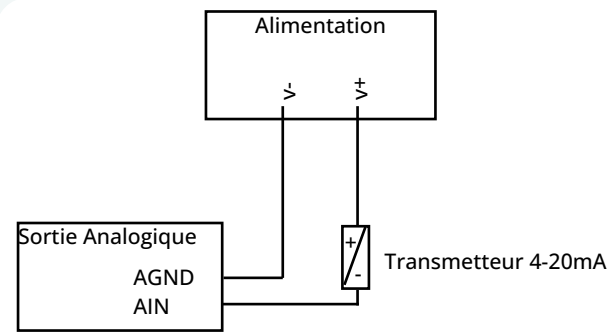 Alimentation
v-
v+
Sortie Analogique
+
Transmetteur 4-20mA
-
AGND
AIN